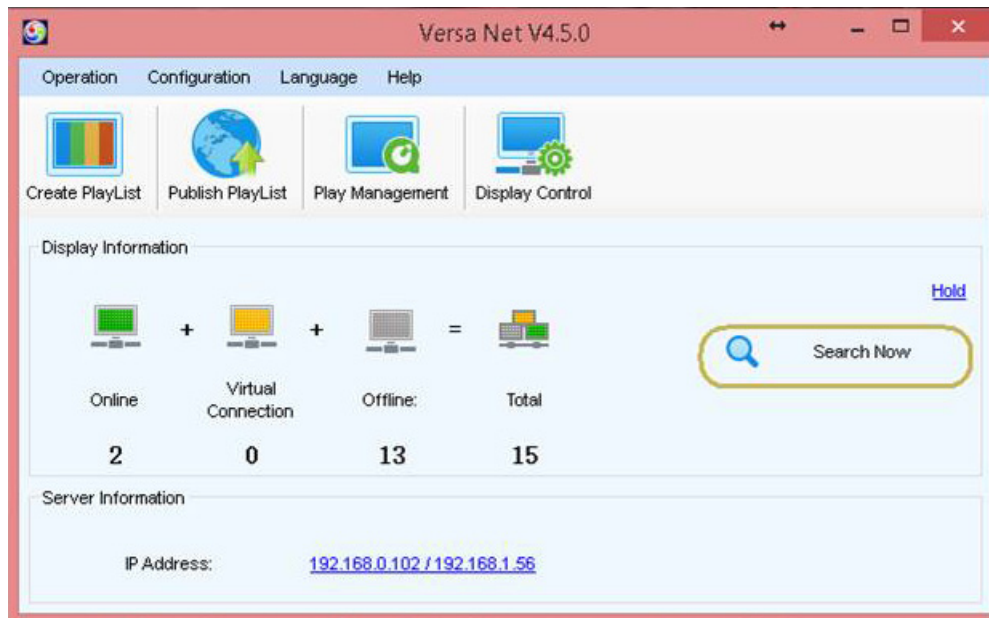 Versa Net V4.5.0
Operation Configuration Language Help
Create PlayList Publish PlayList Play Management Display Control
Display Information
Hold
+ + =
Search Now
Online Virtual Connection Offline: Total
2 0 13 15
Server Information
IP Address: 192.168.0.102 / 192.168.1.56